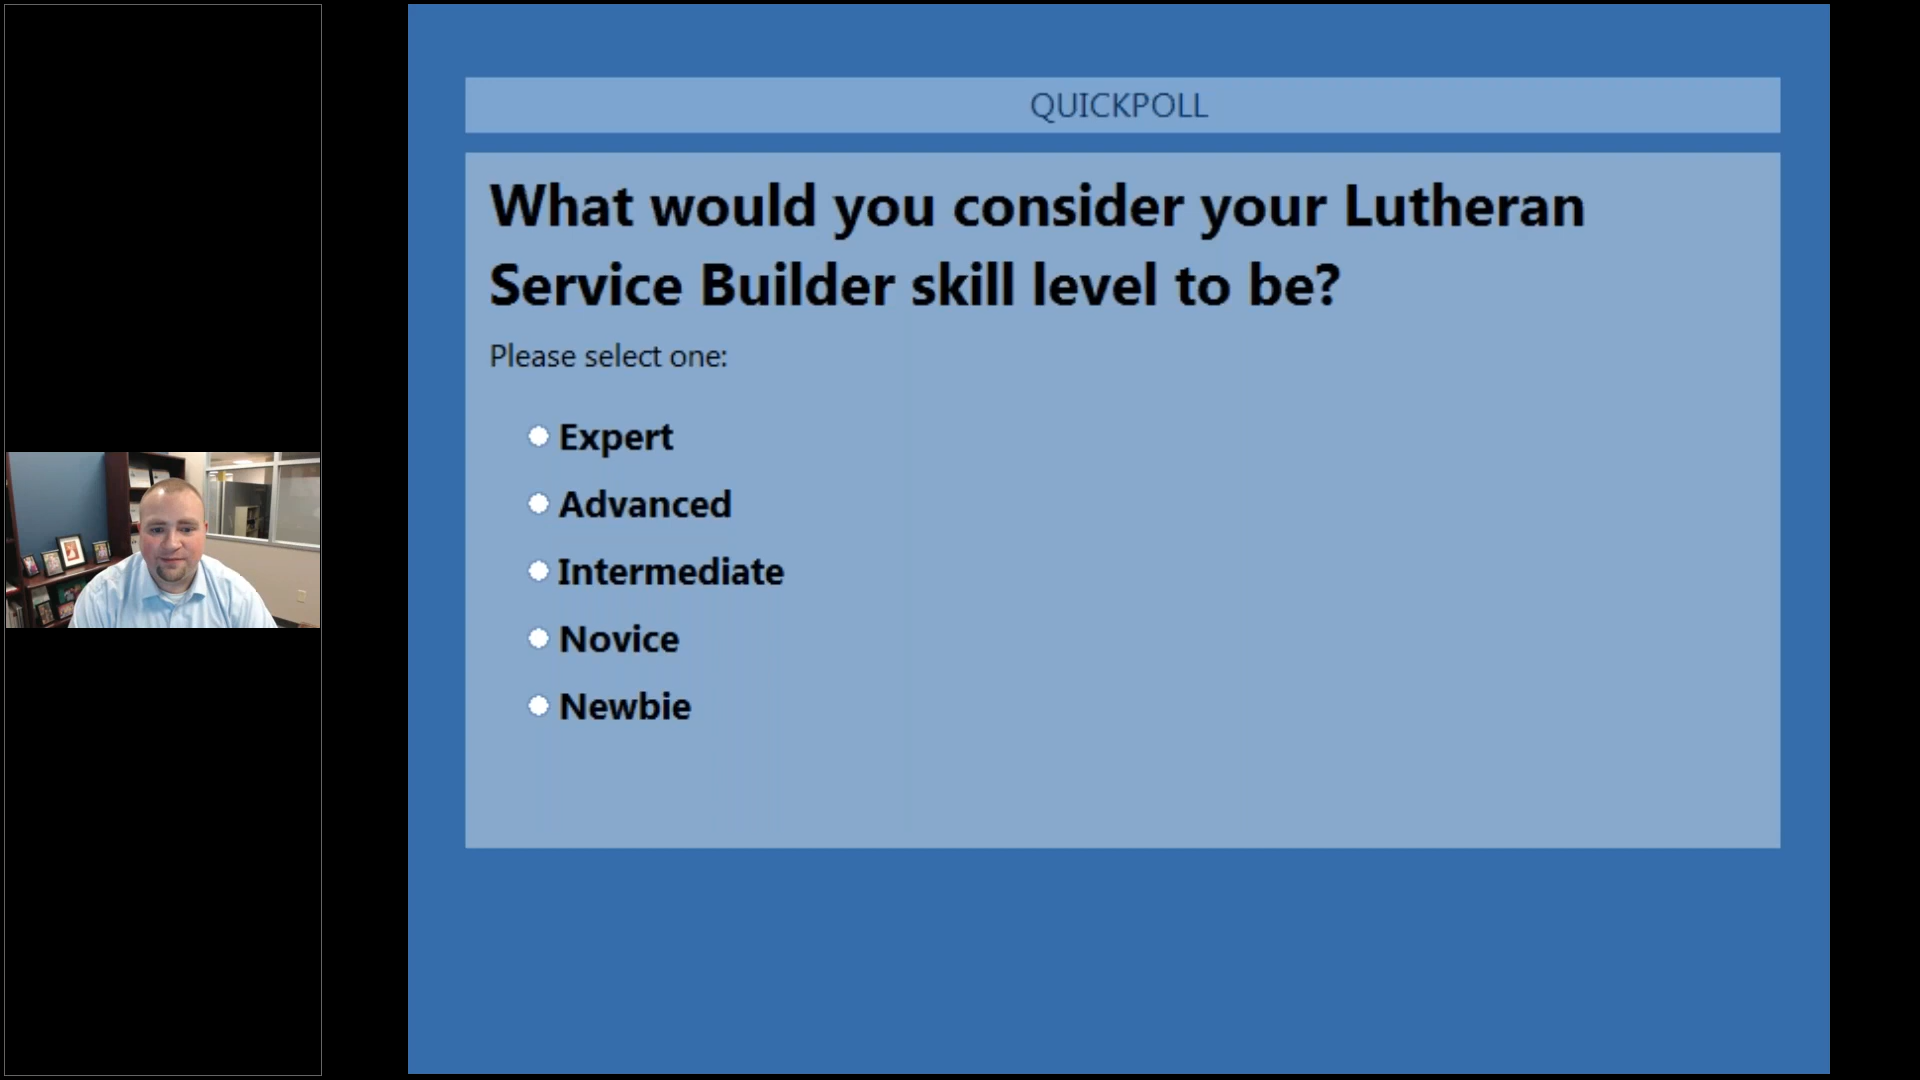 QUICKPOLL
What would you consider your Lutheran
Service Builder skill level to be?
Please select one:
Expert
Advanced
Intermediate
Novice
Newbie